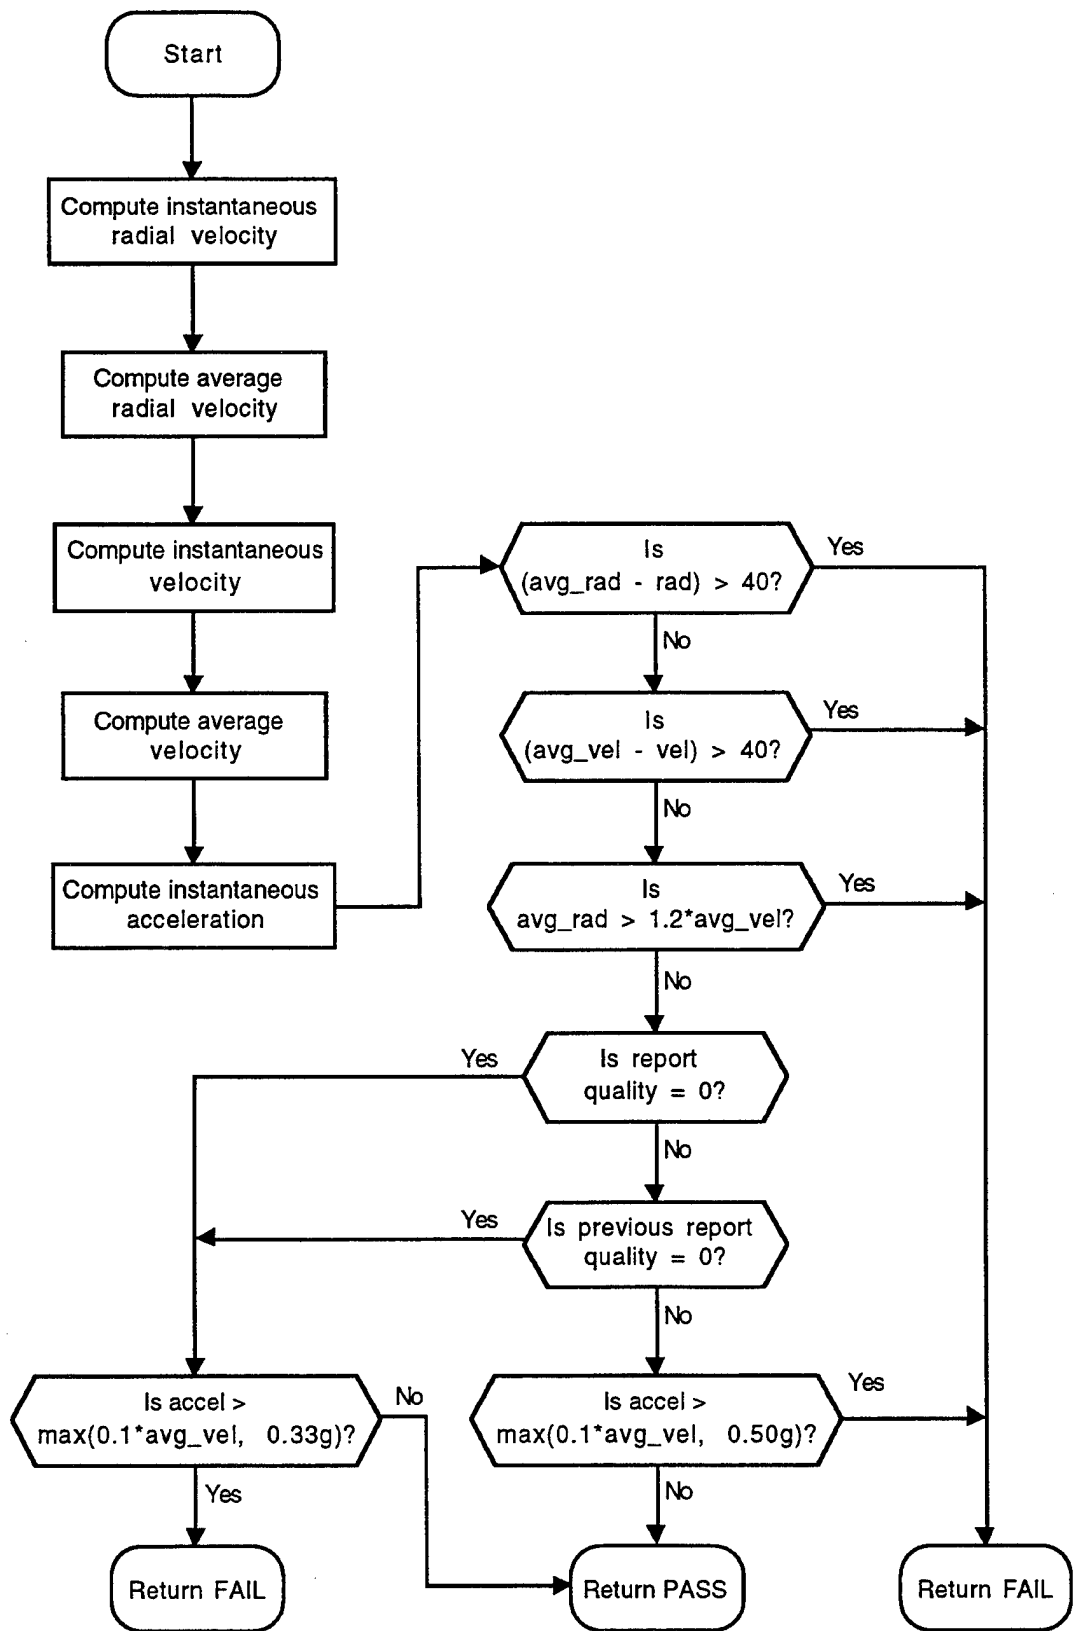 Start
Compute instantaneous
radial velocity
Compute average
radial velocity
Compute instantaneous
velocity
Compute average
velocity
Compute instantaneous
acceleration
Is
(avg_rad - rad) > 40?
Yes
No
Is
(avg_vel - vel) > 40?
Yes
No
Is
avg_rad > 1.2*avg_vel?
Yes
No
Is report
quality = 0?
Yes
No
Is previous report
quality = 0?
Yes
No
Is accel >
max(0.1*avg_vel, 0.33g)?
No
Yes
Is accel >
max(0.1*avg_vel, 0.50g)?
Yes
No
Return FAIL
Return PASS
Return FAIL